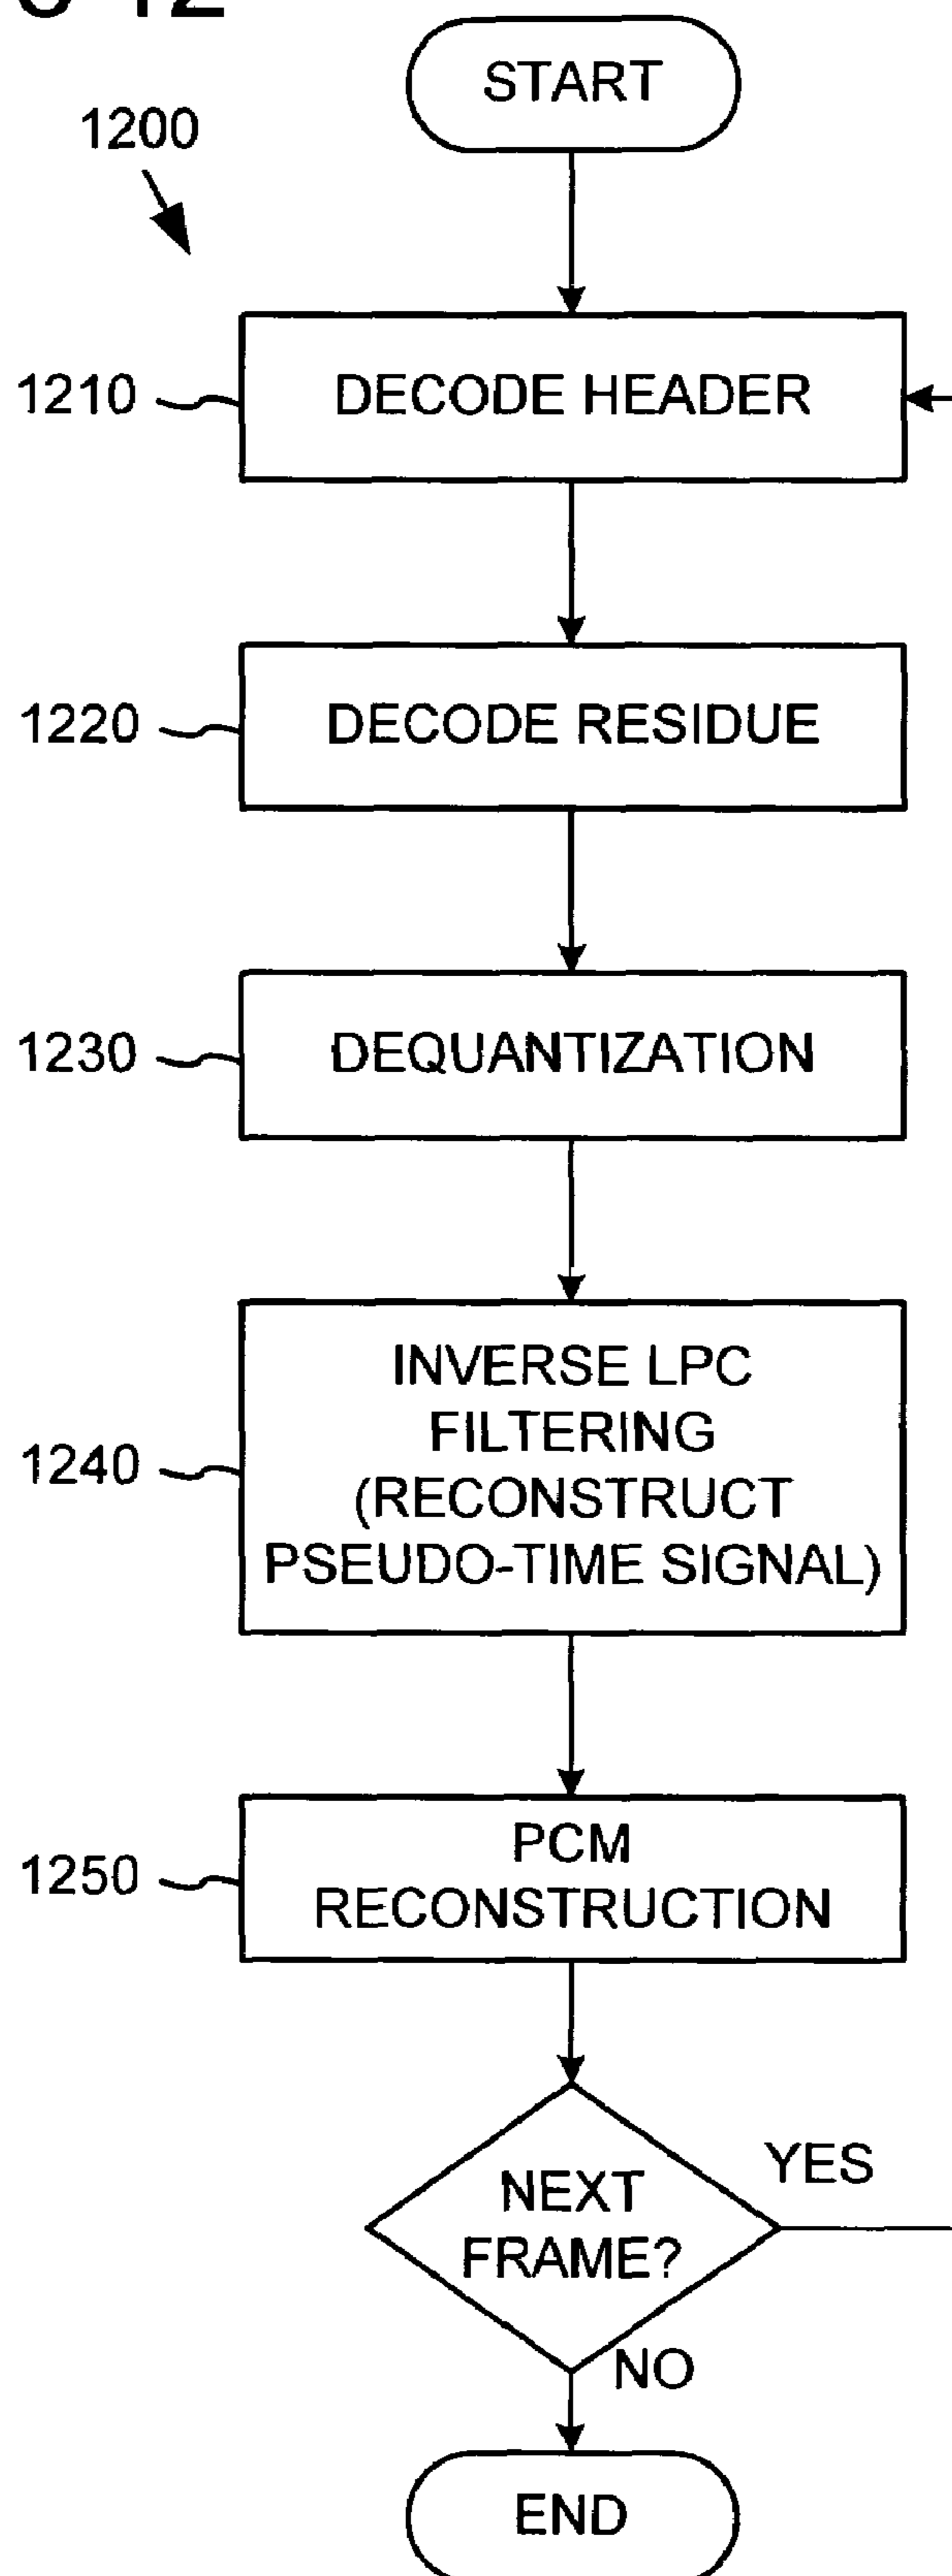 1200
START
1210
DECODE HEADER
1220
DECODE RESIDUE
1230
DEQUANTIZATION
1240
INVERSE LPC
FILTERING
(RECONSTRUCT
PSEUDO-TIME SIGNAL)
1250
PCM
RECONSTRUCTION
NEXT
FRAME?
YES
NO
END